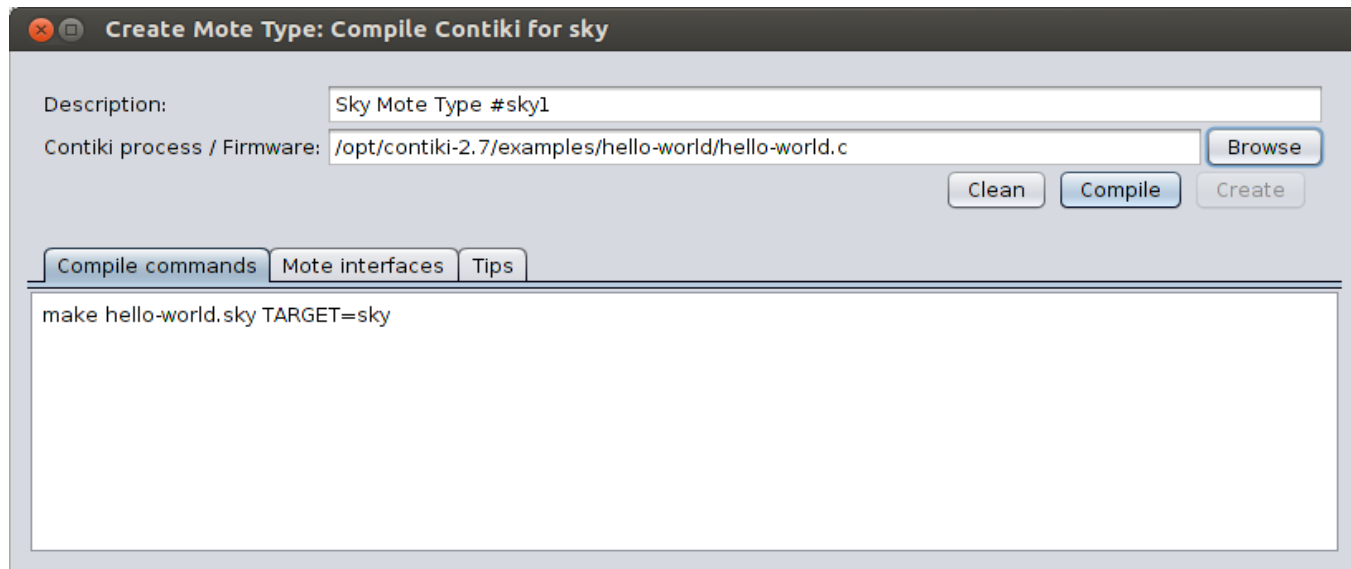 Create Mote Type: Compile Contiki for sky
Description: Sky Mote Type #sky1
Contiki process / Firmware: /opt/contiki-2.7/examples/hello-world/hello-world.c Browse
Clean Compile Create
Compile commands Mote interfaces Tips
make hello-world.sky TARGET=sky